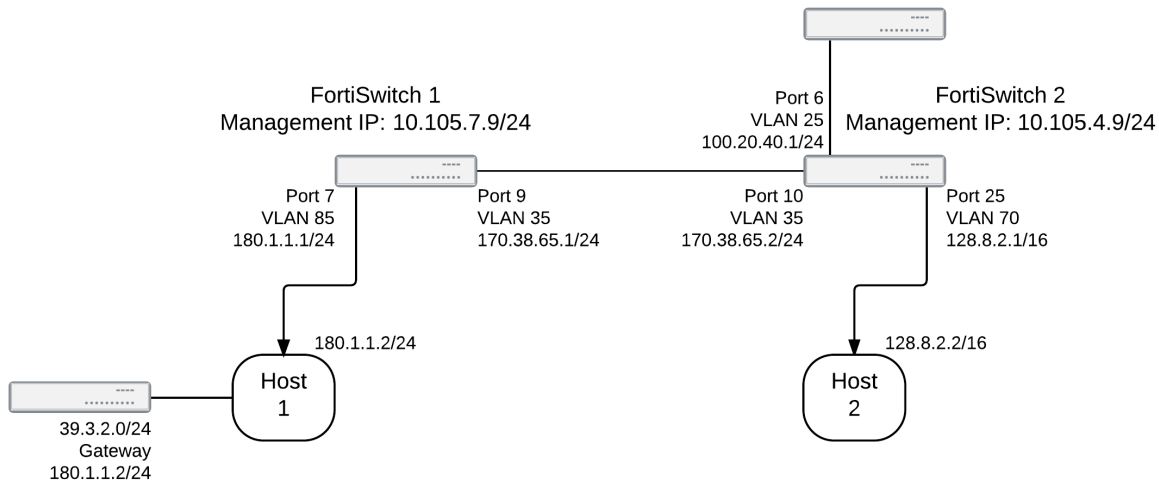 FortiSwitch 1
Management IP: 10.105.7.9/24
Port 6
VLAN 25
100.20.40.1/24
FortiSwitch 2
Management IP: 10.105.4.9/24
Port 7
VLAN 85
180.1.1.1/24
Port 9
VLAN 35
170.38.65.1/24
Port 10
VLAN 35
170.38.65.2/24
Port 25
VLAN 70
128.8.2.1/16
180.1.1.2/24
Host
1
128.8.2.2/16
Host
2
39.3.2.0/24
Gateway
180.1.1.2/24